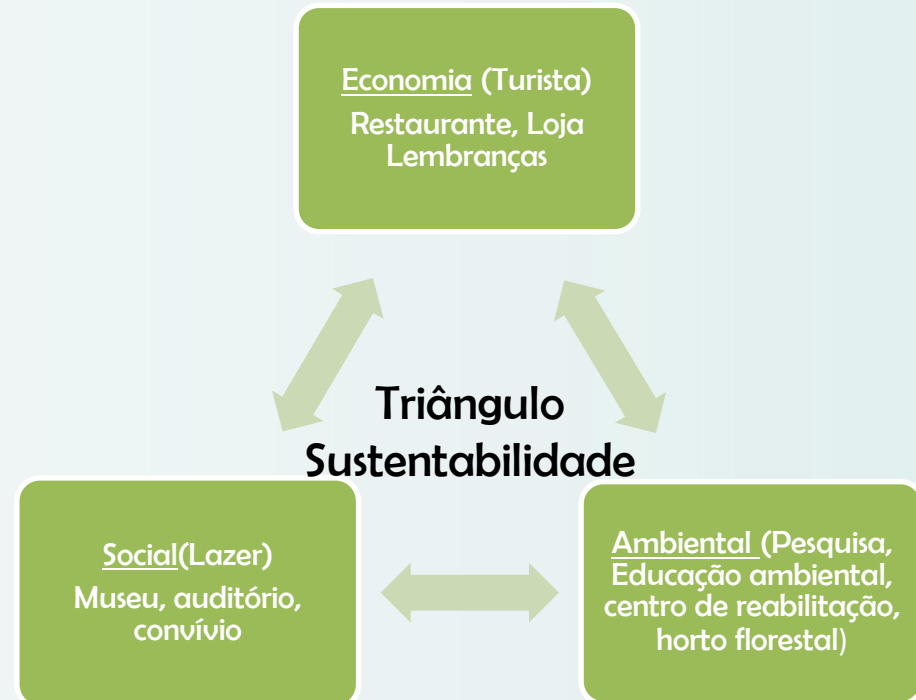 Economia (Turista)
Restaurante, Loja
Lembranças
Triângulo
Sustentabilidade
Social(Lazer)
Museu, auditório,
convívio
Ambiental (Pesquisa,
Educação ambiental,
centro de reabilitação,
horto florestal)